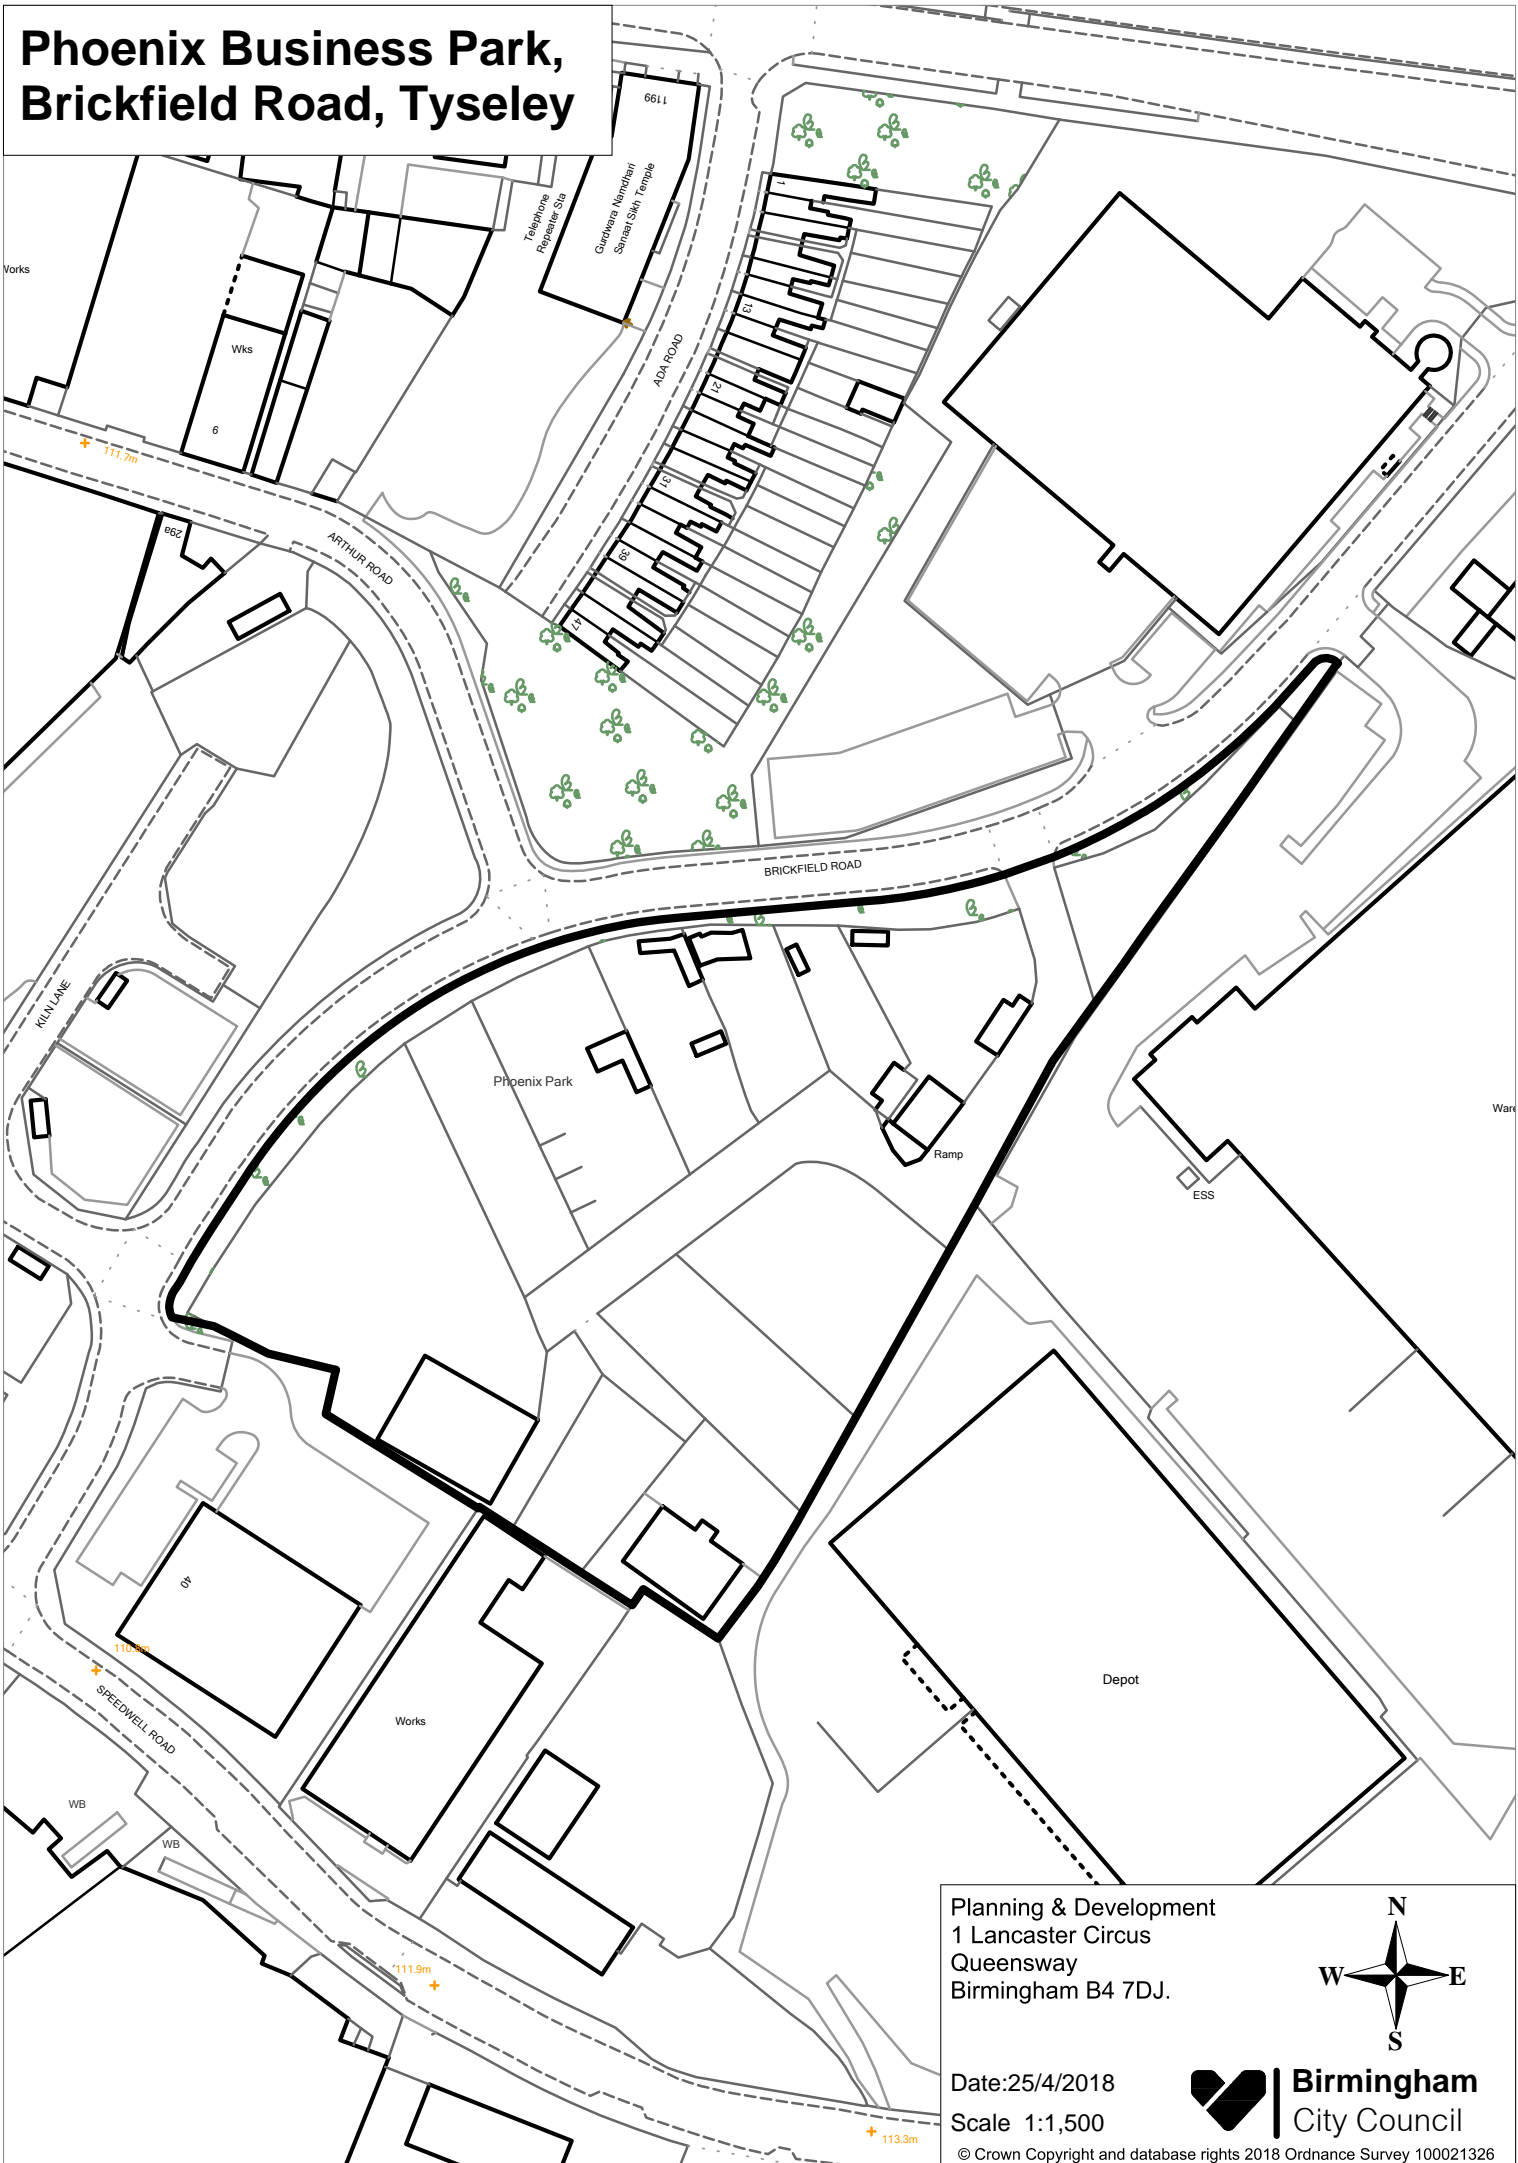 Phoenix Business Park,
Brickfield Road, Tyseley
1199
Telephone
Repeater Sta
Gurdwara Namdhari
Sanaat Sikh Temple
1
Works
Wks
9
13
ADA ROAD
21
111.7m
29a
ARTHUR ROAD
31
39
47
BRICKFIELD ROAD
KILN LANE
Phoenix Park
Ramp
ESS
40
110.8m
SPEEDWELL ROAD
Works
Depot
WB
WB
111.9m
113.3m
Planning & Development
1 Lancaster Circus
Queensway
Birmingham B4 7DJ.
N
W E
S
Date:25/4/2018
Scale 1:1,500
Birmingham
City Council
© Crown Copyright and database rights 2018 Ordnance Survey 100021326